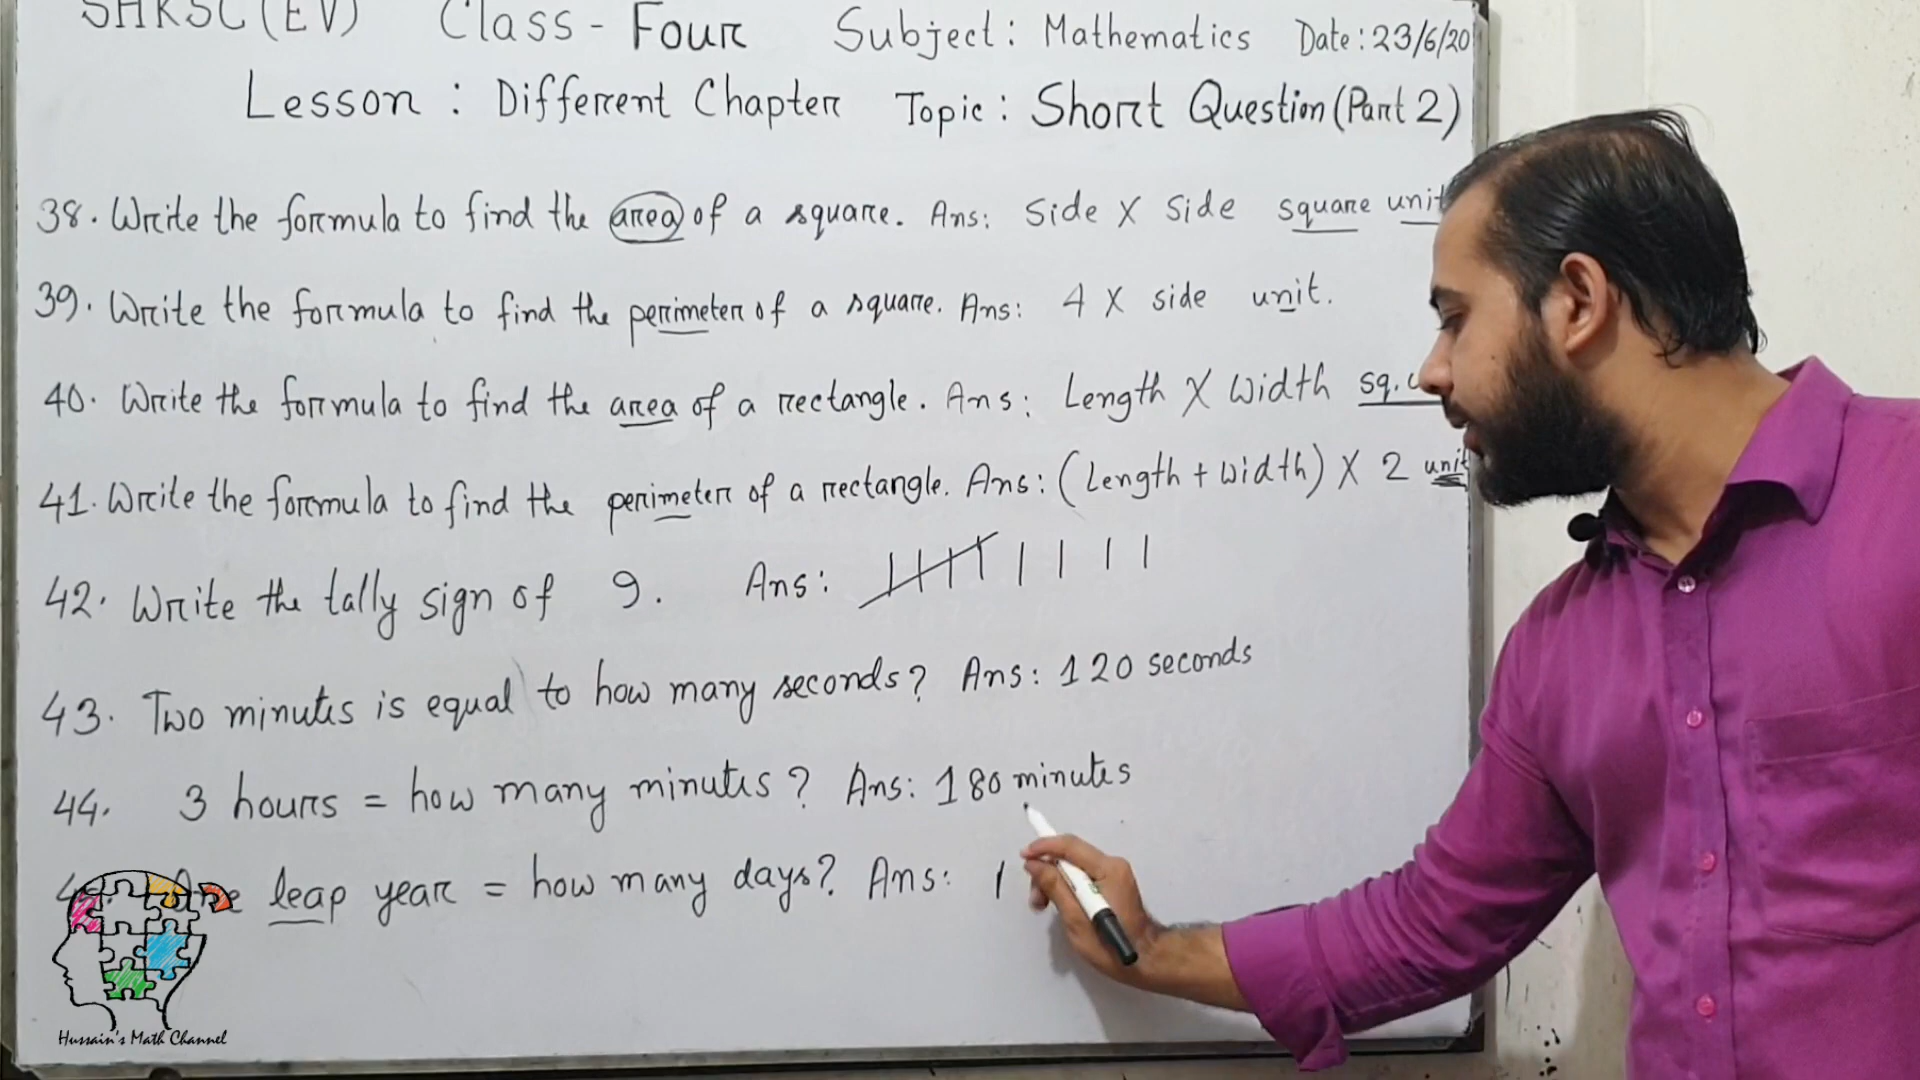 SHKSC (EV) Class - Four Subject: Mathematics Date: 23/6/20
Lesson : Different Chapter Topic : Short Question (Part 2)
38. Write the formula to find the area of a square. Ans: Side X Side square unit
39. Write the formula to find the perimeter of a square. Ans: 4 X side unit.
40. Write the formula to find the area of a rectangle. Ans: Length X Width sq. u
41. Write the formula to find the perimeter of a rectangle. Ans: (Length + Width) X 2 unit
42. Write the tally sign of 9. Ans:
43. Two minutes is equal to how many seconds? Ans: 120 seconds
44. 3 hours = how many minutes? Ans: 180 minutes
One leap year = how many days? Ans:
Hussain's Math Channel